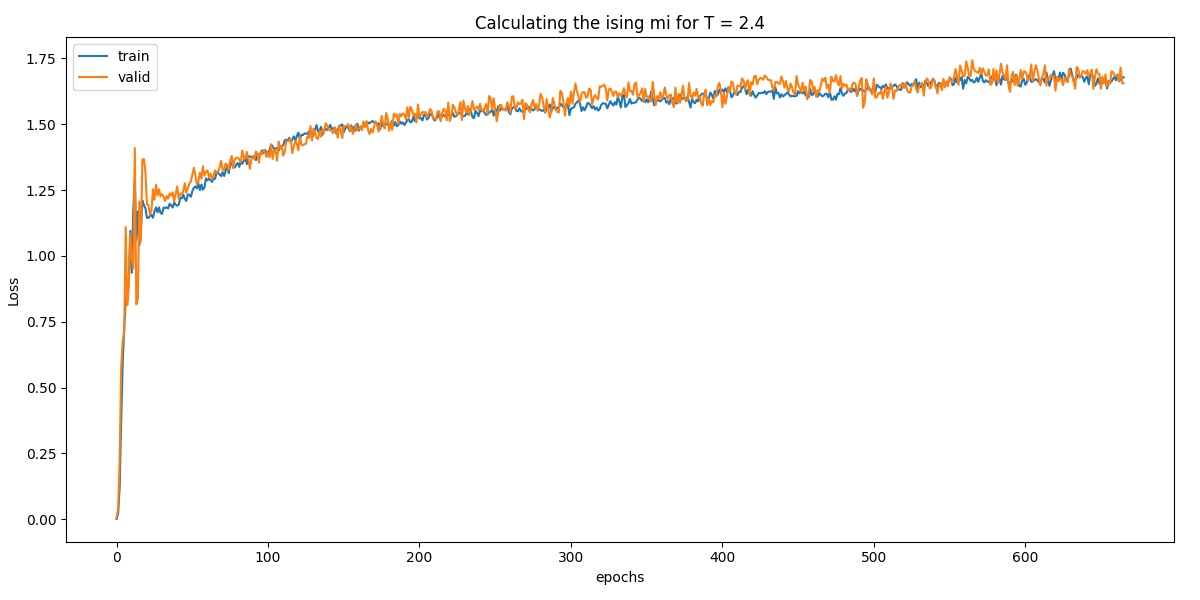 Calculating the ising mi for T = 2.4
train
valid
1.75
1.50
1.25
1.00
0.75
0.50
0.25
0.00
Loss
0 100 200 300 400 500 600
epochs